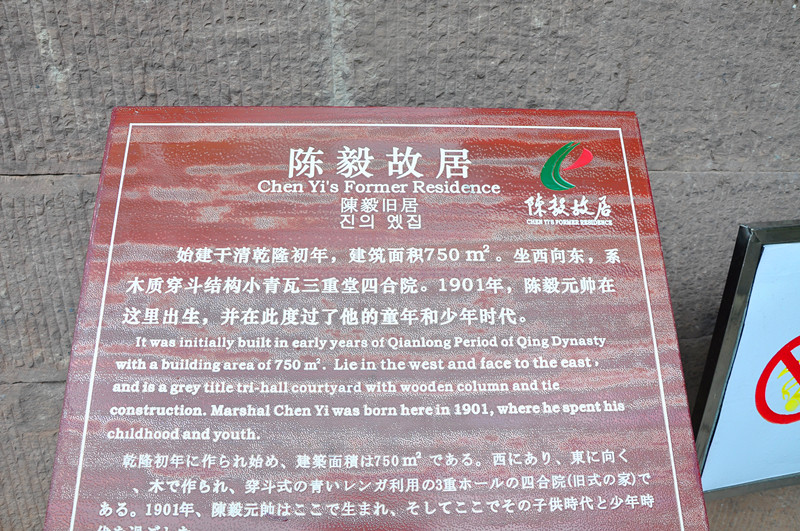 陈毅故居
Chen Yi's Former Residence
陳毅旧居
진의 옛집
陳毅故居
CHEN YI'S FORMER RESIDENCE
始建于清乾隆初年，建筑面积750 m²。坐西向东，系
木质穿斗结构小青瓦三重堂四合院。1901年，陈毅元帅在
这里出生，并在此度过了他的童年和少年时代。
It was initially built in early years of Qianlong Period of Qing Dynasty
with a building area of 750 m². Lie in the west and face to the east,
and is a grey title tri-hall courtyard with wooden column and tie
construction. Marshal Chen Yi was born here in 1901, where he spent his
childhood and youth.
乾隆初年に作られ始め、建築面積は750 m² である。西にあり、東に向く
、木で作られ、穿斗式の青いレンガ利用の3重ホールの四合院(旧式の家)で
ある。1901年、陳毅元帥はここで生まれ、そしてここでその子供時代と少年時